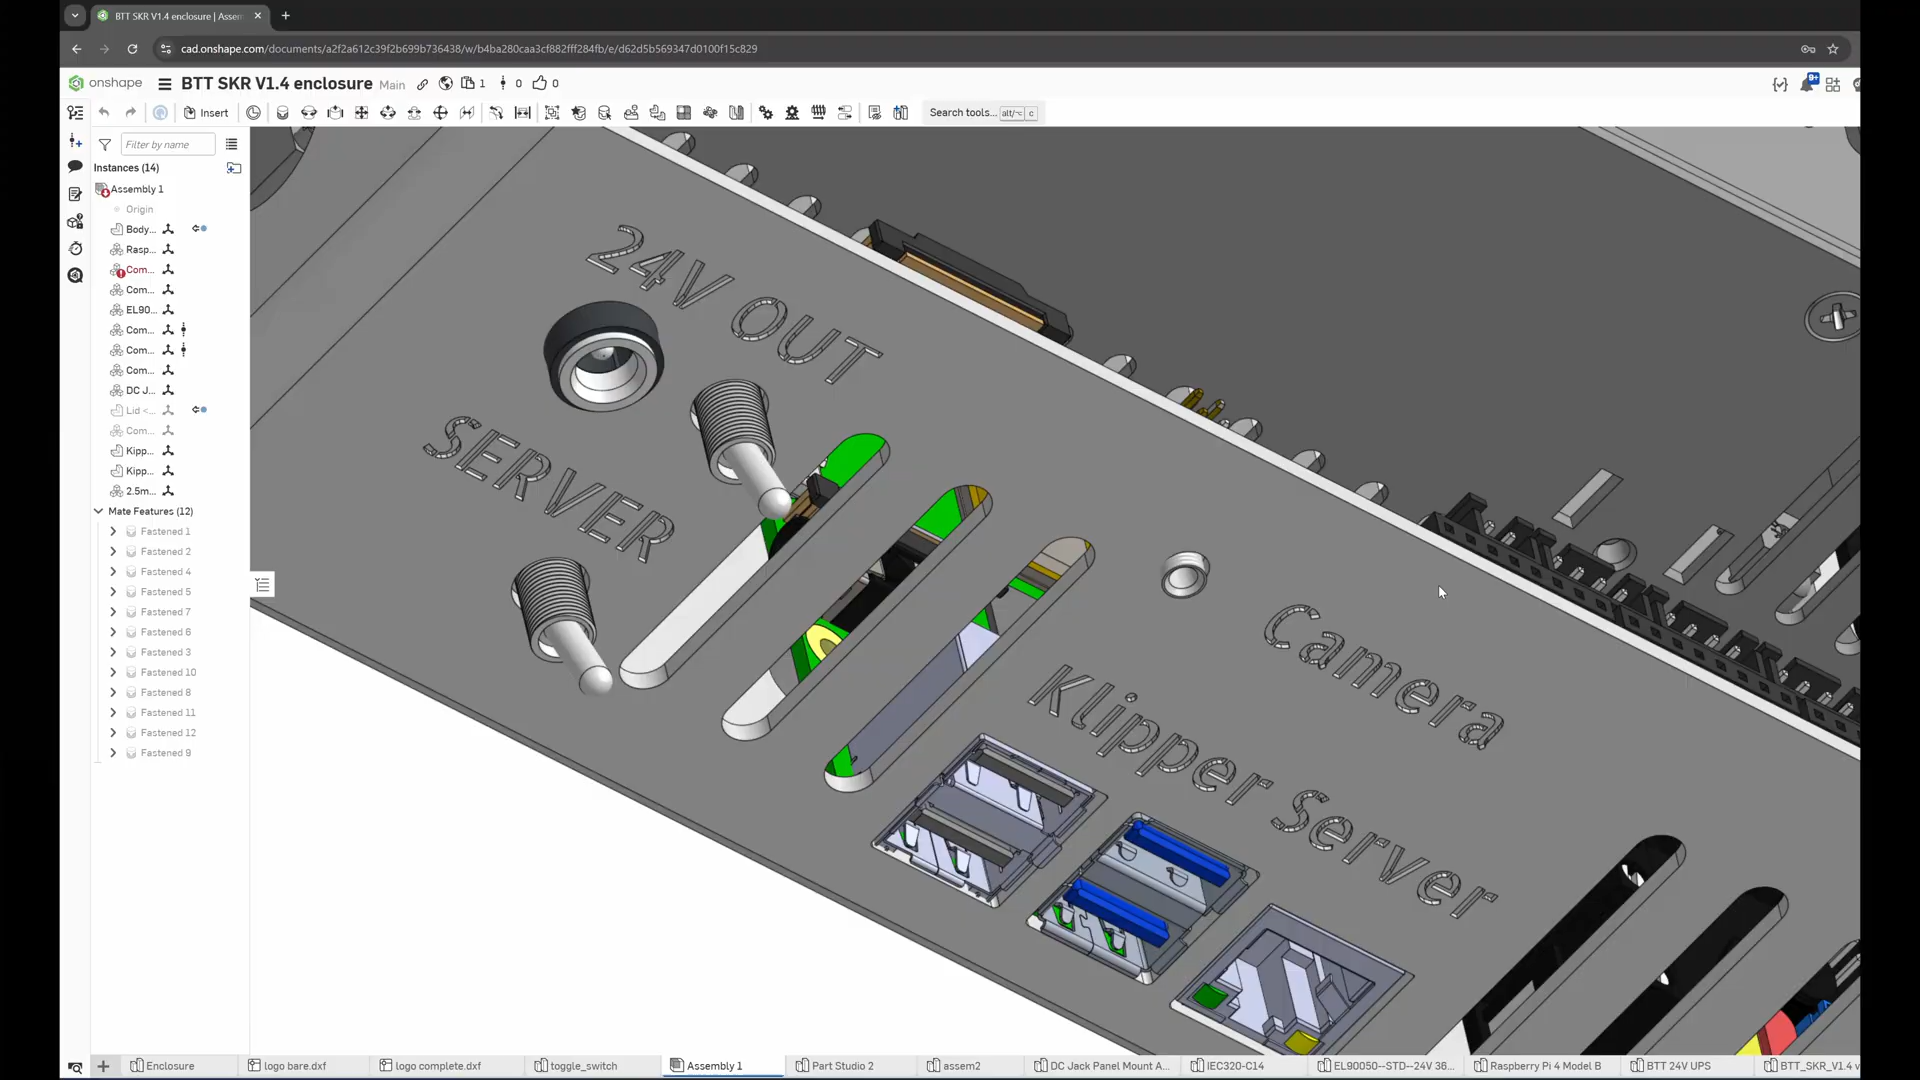 BTT SKR V1.4 enclosure | Assem
cad.onshape.com/documents/a2f2a612c39f2b699b736438/w/b4ba280caa3cf882fff284fb/e/d62d5b569347d0100f15c829
onshape
BTT SKR V1.4 enclosure Main 1 0 0
9+
Insert
Search tools... alt/⌥ c
Filter by name
Instances (14)
Assembly 1
Origin
Body...
Rasp...
Com...
Com...
EL90...
Com...
Com...
Com...
DC J...
Lid <...
Com...
Kipp...
Kipp...
2.5m...
Mate Features (12)
Fastened 1
Fastened 2
Fastened 4
Fastened 5
Fastened 7
Fastened 6
Fastened 3
Fastened 10
Fastened 8
Fastened 11
Fastened 12
Fastened 9
24V OUT
SERVER
Camera
Klipper Server
Enclosure
logo bare.dxf
logo complete.dxf
toggle_switch
Assembly 1
Part Studio 2
assem2
DC Jack Panel Mount A...
IEC320-C14
EL90050--STD--24V 36...
Raspberry Pi 4 Model B
BTT 24V UPS
BTT_SKR_V1.4 v